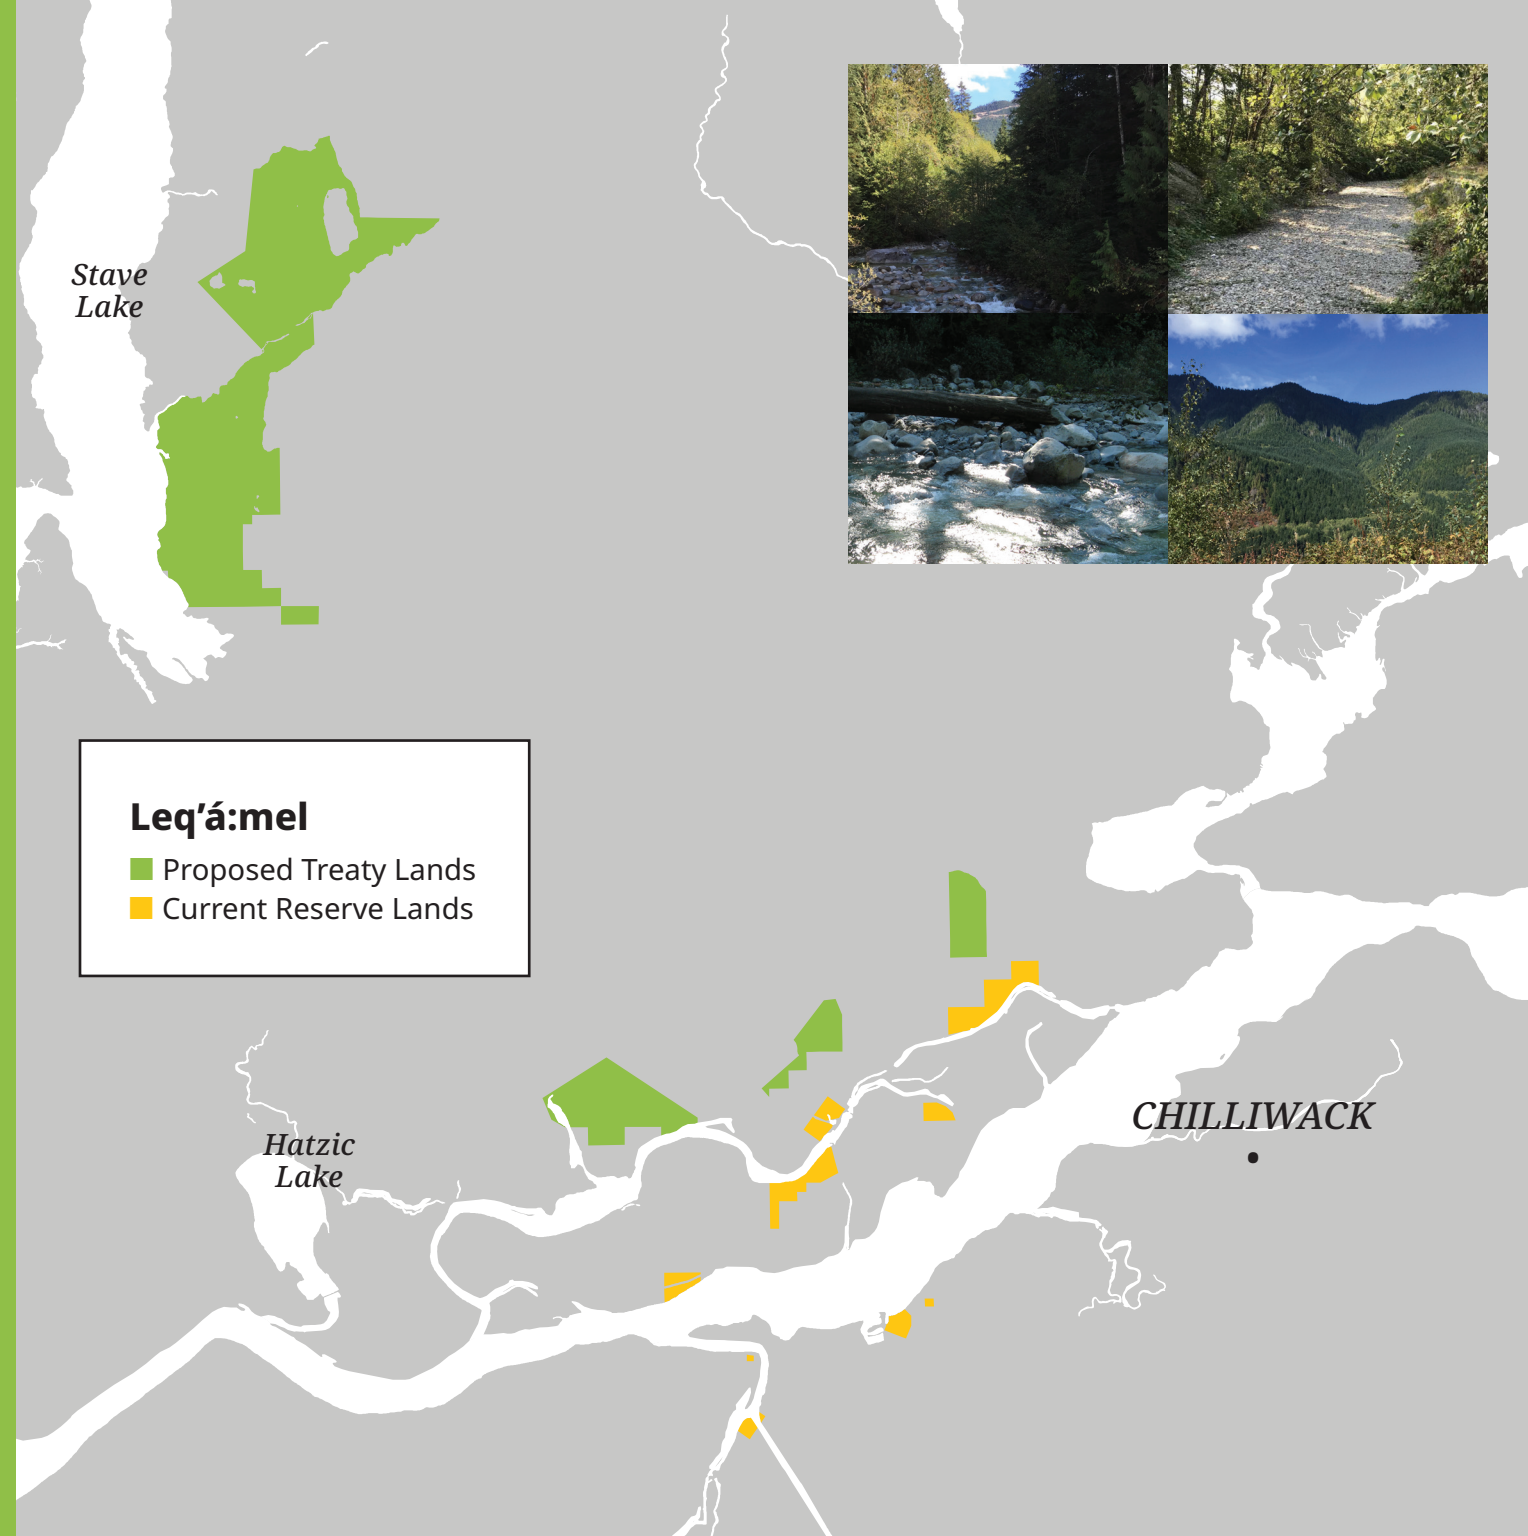 Stave
Lake
Leq’á:mel
Proposed Treaty Lands
Current Reserve Lands
CHILLIWACK
Hatzic
Lake